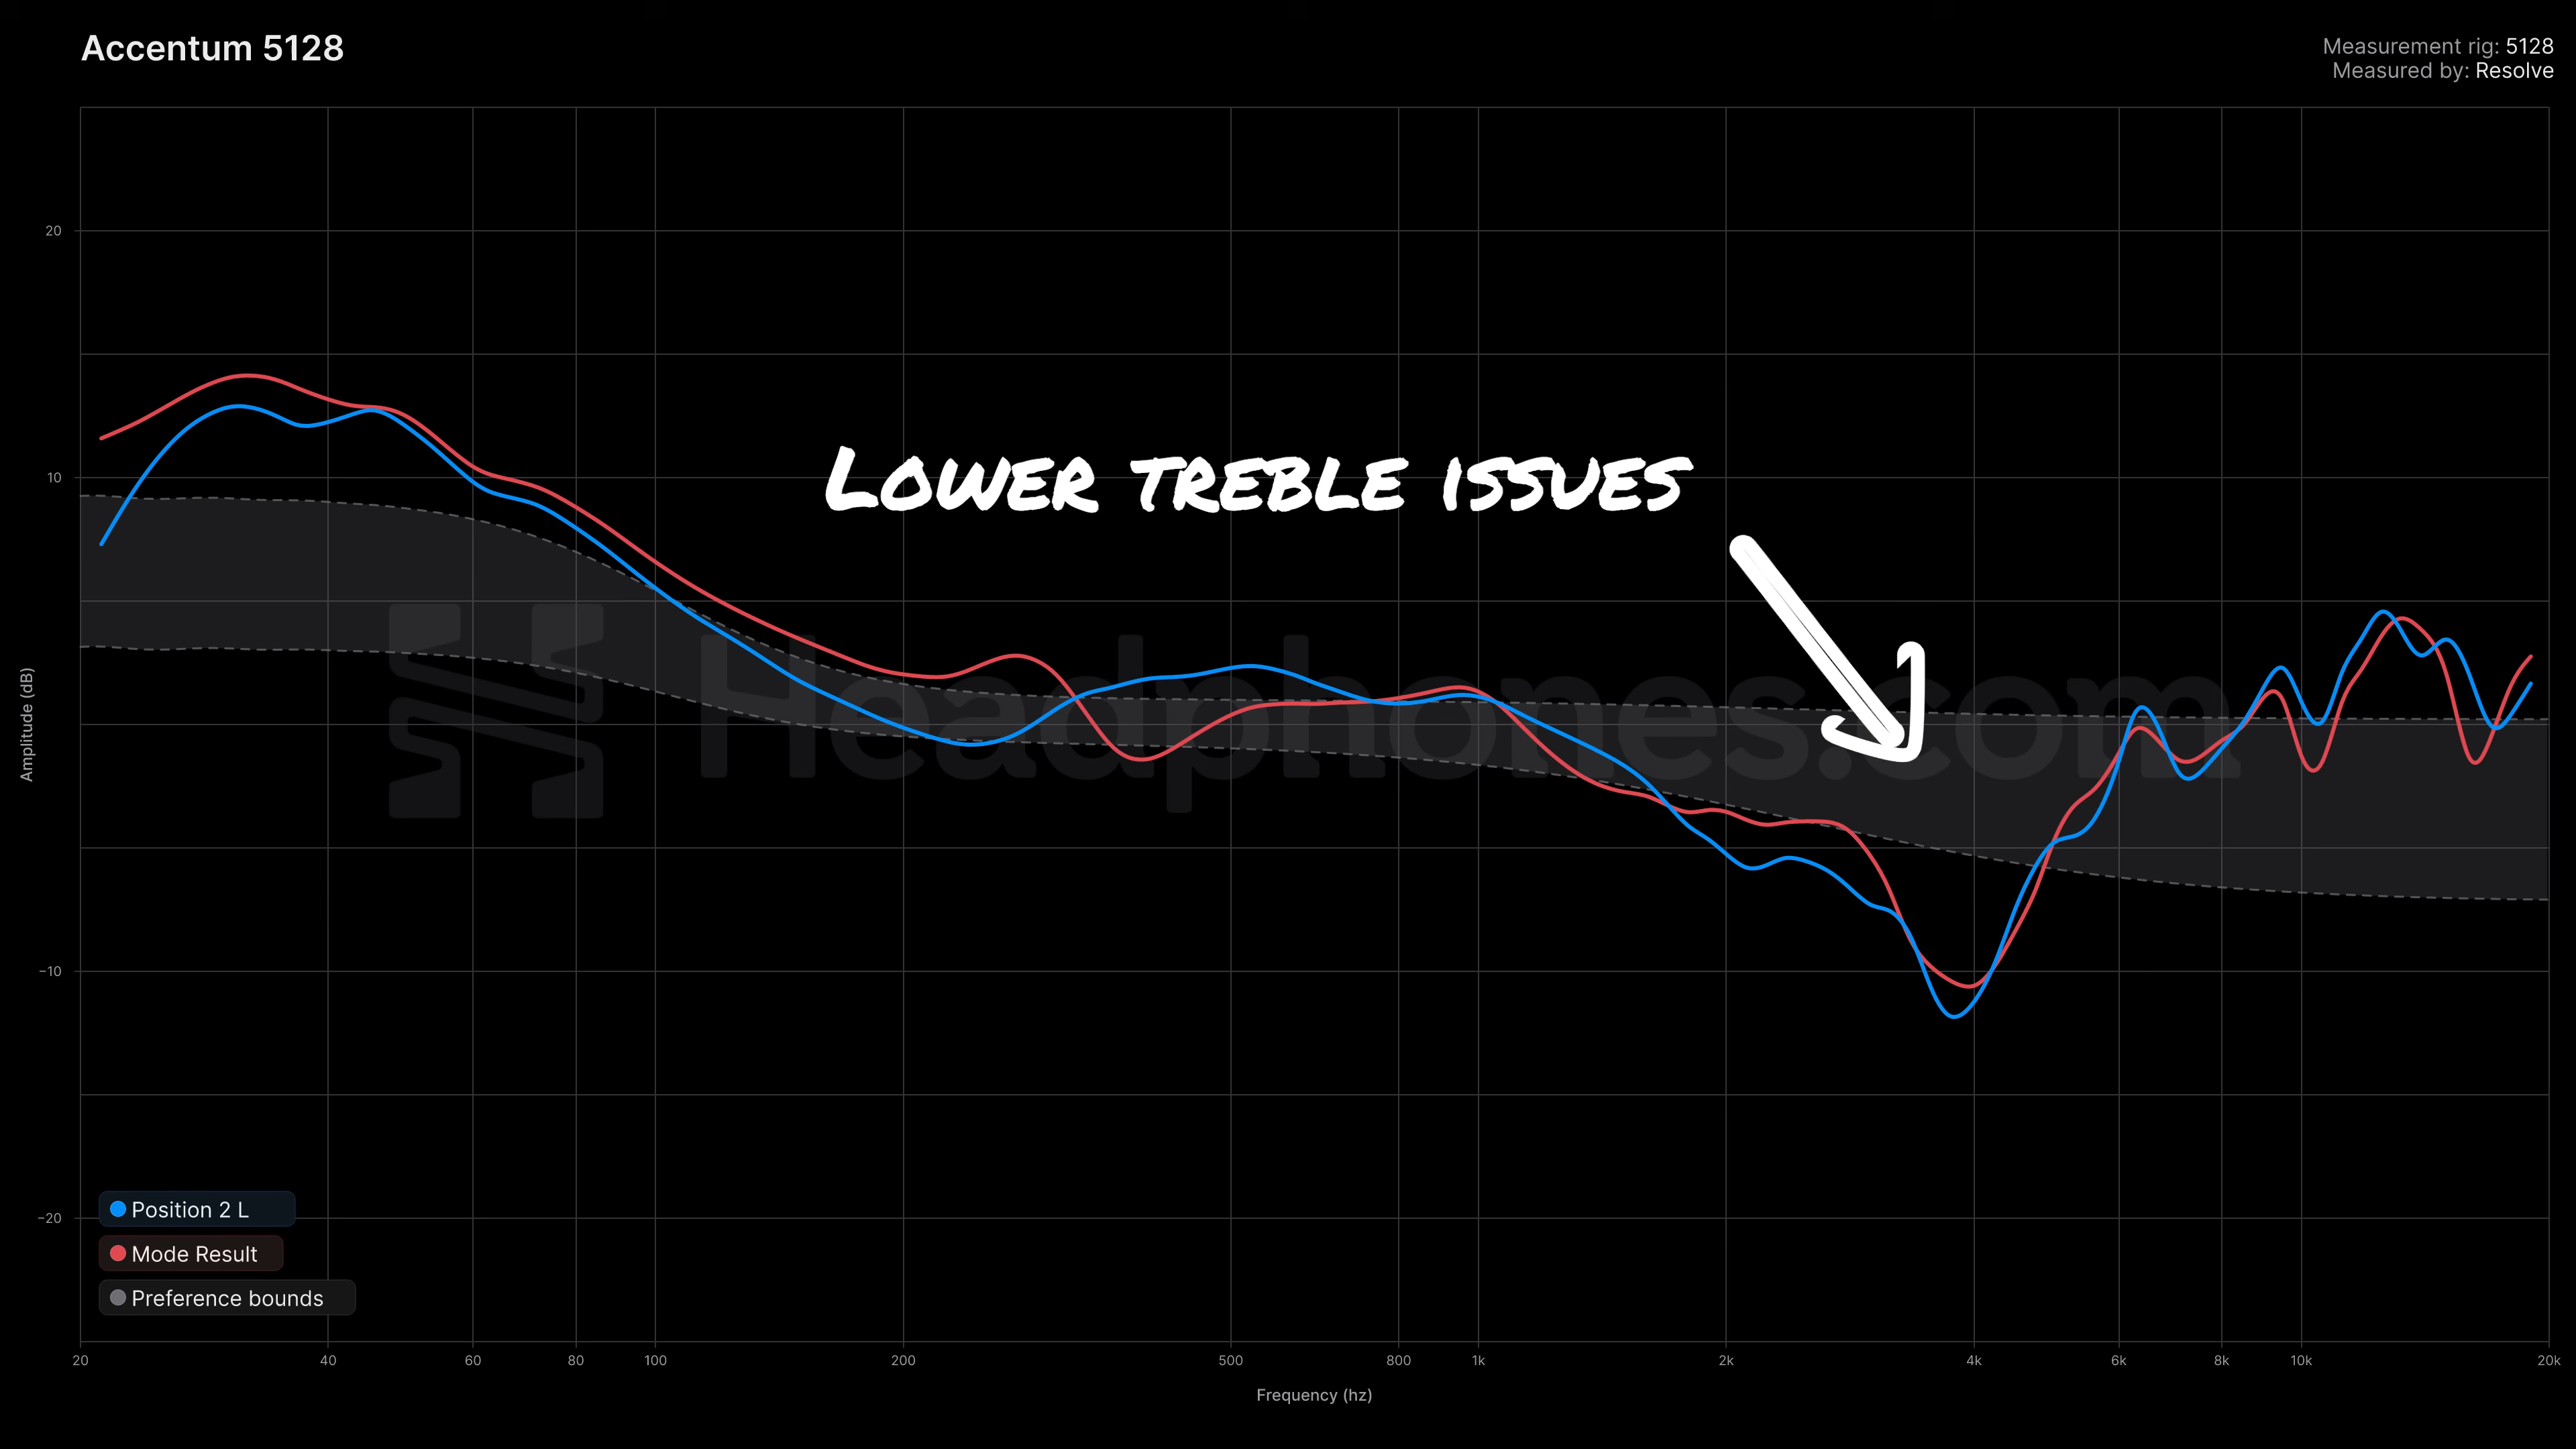 Accentum 5128
Measurement rig: 5128
Measured by: Resolve
20
10
-10
-20
Amplitude (dB)
LOWER TREBLE ISSUES
Headphones.com
Position 2 L
Mode Result
Preference bounds
20 40 60 80 100 200 500 800 1k 2k 4k 6k 8k 10k 20k
Frequency (hz)